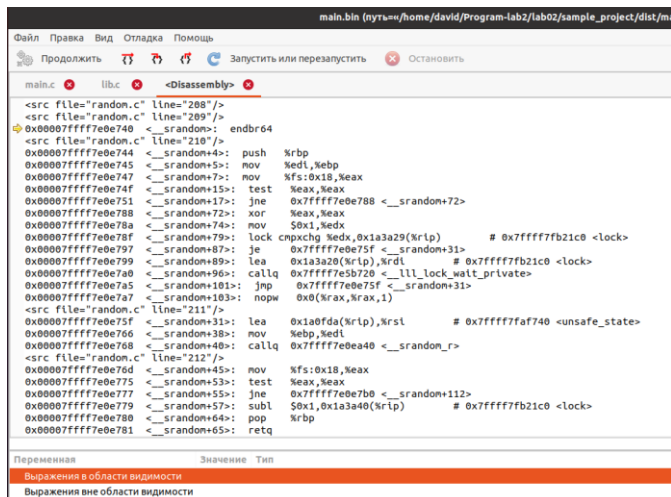 main.bin (путь=«/home/david/Program-lab2/lab02/sample_project/dist/ma
Файл Правка Вид Отладка Помощь
Продолжить Запустить или перезапустить Остановить
main.c lib.c <Disassembly>
<src file="random.c" line="208"/>
<src file="random.c" line="209"/>
0x00007ffff7e0e740 <__srandom>: endbr64
<src file="random.c" line="210"/>
0x00007ffff7e0e744 <__srandom+4>: push %rbp
0x00007ffff7e0e745 <__srandom+5>: mov %edi,%ebp
0x00007ffff7e0e747 <__srandom+7>: mov %fs:0x18,%eax
0x00007ffff7e0e74f <__srandom+15>: test %eax,%eax
0x00007ffff7e0e751 <__srandom+17>: jne 0x7ffff7e0e788 <__srandom+72>
0x00007ffff7e0e788 <__srandom+72>: xor %eax,%eax
0x00007ffff7e0e78a <__srandom+74>: mov $0x1,%edx
0x00007ffff7e0e78f <__srandom+79>: lock cmpxchg %edx,0x1a3a29(%rip) # 0x7ffff7fb21c0 <lock>
0x00007ffff7e0e797 <__srandom+87>: je 0x7ffff7e0e75f <__srandom+31>
0x00007ffff7e0e799 <__srandom+89>: lea 0x1a3a20(%rip),%rdi # 0x7ffff7fb21c0 <lock>
0x00007ffff7e0e7a0 <__srandom+96>: callq 0x7ffff7e5b720 <__lll_lock_wait_private>
0x00007ffff7e0e7a5 <__srandom+101>: jmp 0x7ffff7e0e75f <__srandom+31>
0x00007ffff7e0e7a7 <__srandom+103>: nopw 0x0(%rax,%rax,1)
<src file="random.c" line="211"/>
0x00007ffff7e0e75f <__srandom+31>: lea 0x1a0fda(%rip),%rsi # 0x7ffff7faf740 <unsafe_state>
0x00007ffff7e0e766 <__srandom+38>: mov %ebp,%edi
0x00007ffff7e0e768 <__srandom+40>: callq 0x7ffff7e0ea40 <__srandom_r>
<src file="random.c" line="212"/>
0x00007ffff7e0e76d <__srandom+45>: mov %fs:0x18,%eax
0x00007ffff7e0e775 <__srandom+53>: test %eax,%eax
0x00007ffff7e0e777 <__srandom+55>: jne 0x7ffff7e0e7b0 <__srandom+112>
0x00007ffff7e0e779 <__srandom+57>: subl $0x1,0x1a3a40(%rip) # 0x7ffff7fb21c0 <lock>
0x00007ffff7e0e780 <__srandom+64>: pop %rbp
0x00007ffff7e0e781 <__srandom+65>: retq
Переменная Значение Тип
Выражения в области видимости
Выражения вне области видимости